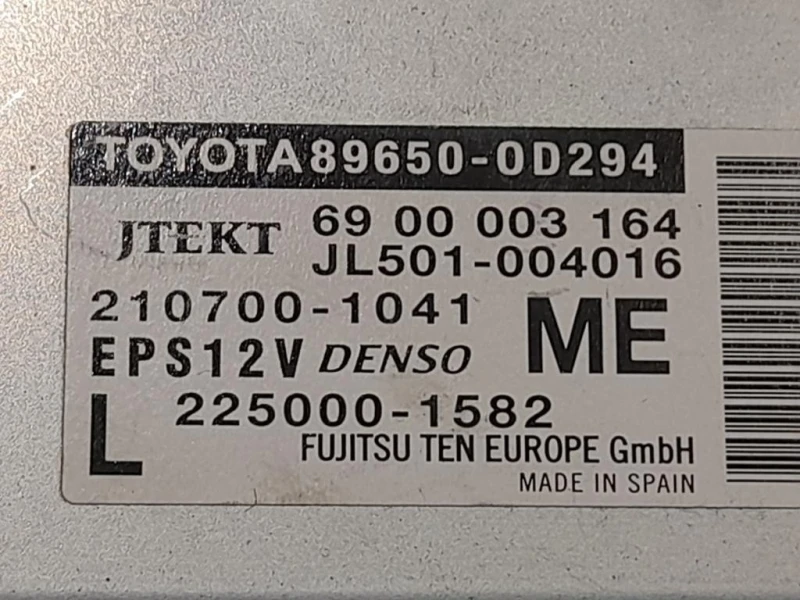 TOYOTA 89650-0D294
JTEKT 69 00 003 164
JL501-004016
210700-1041 ME
EPS12V DENSO
L 225000-1582
FUJITSU TEN EUROPE GmbH
MADE IN SPAIN